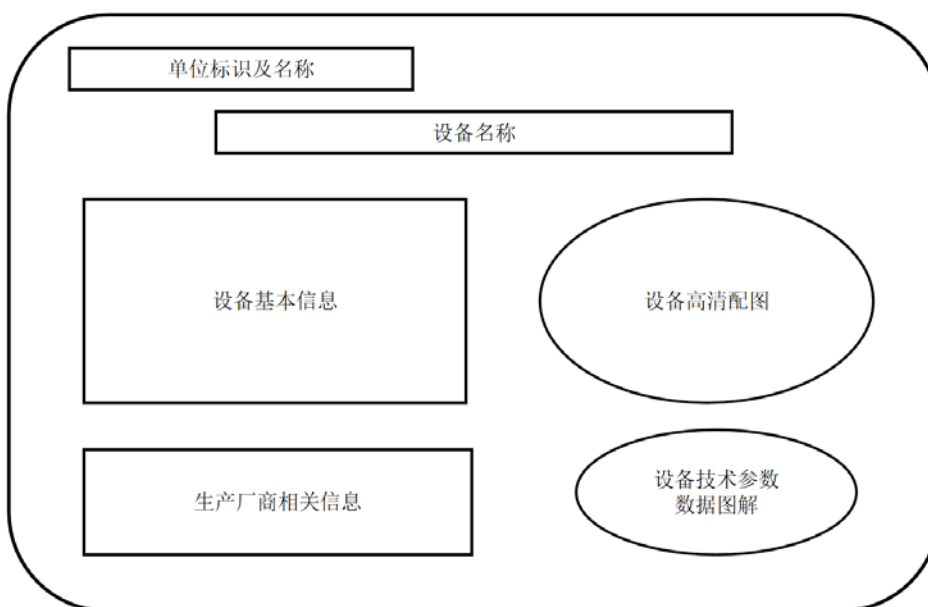 单位标识及名称
设备名称
设备基本信息
设备高清配图
生产厂商相关信息
设备技术参数
数据图解